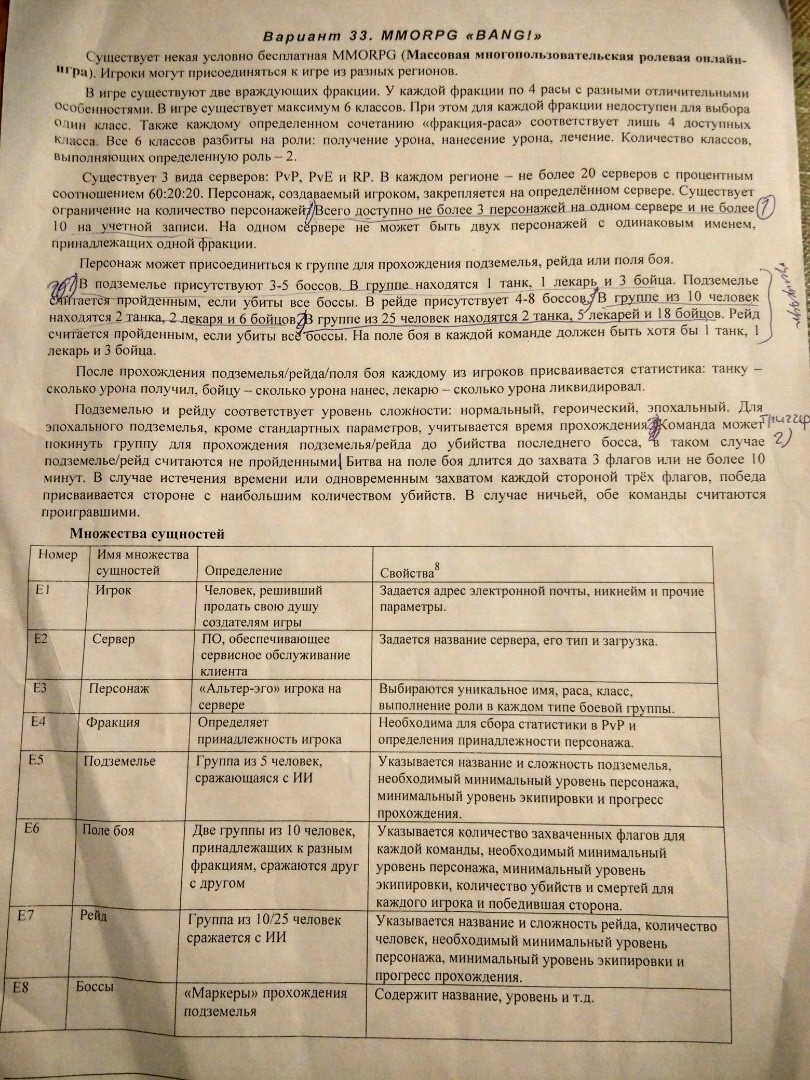 Вариант 33. MMORPG «BANG!»
Существует некая условно бесплатная MMORPG (Массовая многопользовательская ролевая онлайн-
игра). Игроки могут присоединяться к игре из разных регионов.
В игре существуют две враждующие фракции. У каждой фракции по 4 расы с разными отличительными
особенностями. В игре существует максимум 6 классов. При этом для каждой фракции недоступен для выбора
один класс. Также каждому определенном сочетанию «фракция-раса» соответствует лишь 4 доступных
класса. Все 6 классов разбиты на роли: получение урона, нанесение урона, лечение. Количество классов,
выполняющих определенную роль – 2.
Существует 3 вида серверов: PvP, PvE и RP. В каждом регионе – не более 20 серверов с процентным
соотношением 60:20:20. Персонаж, создаваемый игроком, закрепляется на определённом сервере. Существует
ограничение на количество персонажей. Всего доступно не более 3 персонажей на одном сервере и не более 1)
10 на учетной записи. На одном сервере не может быть двух персонажей с одинаковым именем,
принадлежащих одной фракции.
Персонаж может присоединиться к группе для прохождения подземелья, рейда или поля боя.
В подземелье присутствуют 3-5 боссов. В группе находятся 1 танк, 1 лекарь и 3 бойца. Подземелье
считается пройденным, если убиты все боссы. В рейде присутствует 4-8 боссов. В группе из 10 человек
находятся 2 танка, 2 лекаря и 6 бойцов. В группе из 25 человек находятся 2 танка, 5 лекарей и 18 бойцов. Рейд
считается пройденным, если убиты все боссы. На поле боя в каждой команде должен быть хотя бы 1 танк, 1
лекарь и 3 бойца.
После прохождения подземелья/рейда/поля боя каждому из игроков присваивается статистика: танку –
сколько урона получил, бойцу – сколько урона нанес, лекарю – сколько урона ликвидировал.
Подземелью и рейду соответствует уровень сложности: нормальный, героический, эпохальный. Для
эпохального подземелья, кроме стандартных параметров, учитывается время прохождения. Команда может Триггер
покинуть группу для прохождения подземелья/рейда до убийства последнего босса, в таком случае 2)
подземелье/рейд считаются не пройденными. Битва на поле боя длится до захвата 3 флагов или не более 10
минут. В случае истечения времени или одновременным захватом каждой стороной трёх флагов, победа
присваивается стороне с наибольшим количеством убийств. В случае ничьей, обе команды считаются
проигравшими.
Множества сущностей
Номер Имя множества сущностей Определение Свойства8
E1 Игрок Человек, решивший Задается адрес электронной почты, никнейм и прочие
продать свою душу параметры.
создателям игры
E2 Сервер ПО, обеспечивающее Задается название сервера, его тип и загрузка.
сервисное обслуживание
клиента
E3 Персонаж «Альтер-эго» игрока на Выбираются уникальное имя, раса, класс,
сервере выполнение роли в каждом типе боевой группы.
E4 Фракция Определяет Необходима для сбора статистики в PvP и
принадлежность игрока определения принадлежности персонажа.
E5 Подземелье Группа из 5 человек, Указывается название и сложность подземелья,
сражающаяся с ИИ необходимый минимальный уровень персонажа,
минимальный уровень экипировки и прогресс
прохождения.
E6 Поле боя Две группы из 10 человек, Указывается количество захваченных флагов для
принадлежащих к разным каждой команды, необходимый минимальный
фракциям, сражаются друг уровень персонажа, минимальный уровень
с другом экипировки, количество убийств и смертей для
каждого игрока и победившая сторона.
E7 Рейд Группа из 10/25 человек Указывается название и сложность рейда, количество
сражается с ИИ человек, необходимый минимальный уровень
персонажа, минимальный уровень экипировки и
прогресс прохождения.
E8 Боссы «Маркеры» прохождения Содержит название, уровень и т.д.
подземелья